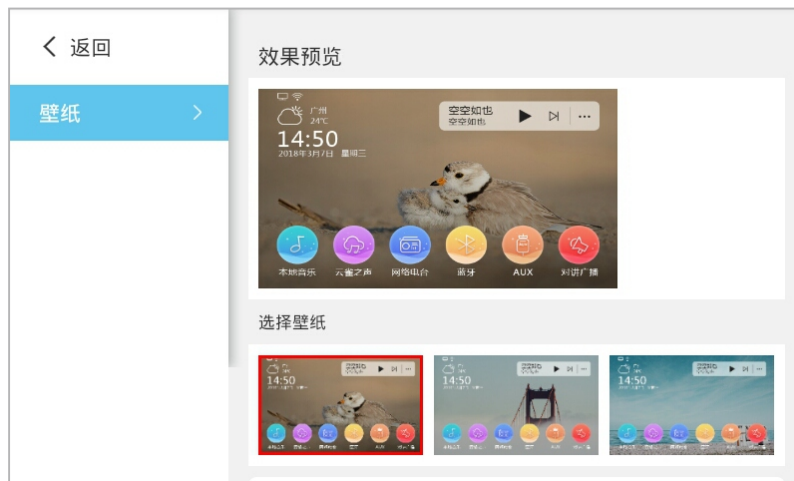 返回
壁纸
效果预览
广州
24℃
14:50
2018年3月7日 星期三
空空如也
空空如也
本地音乐
云雀之声
网络电台
蓝牙
AUX
对讲广播
选择壁纸
14:50
14:50
14:50